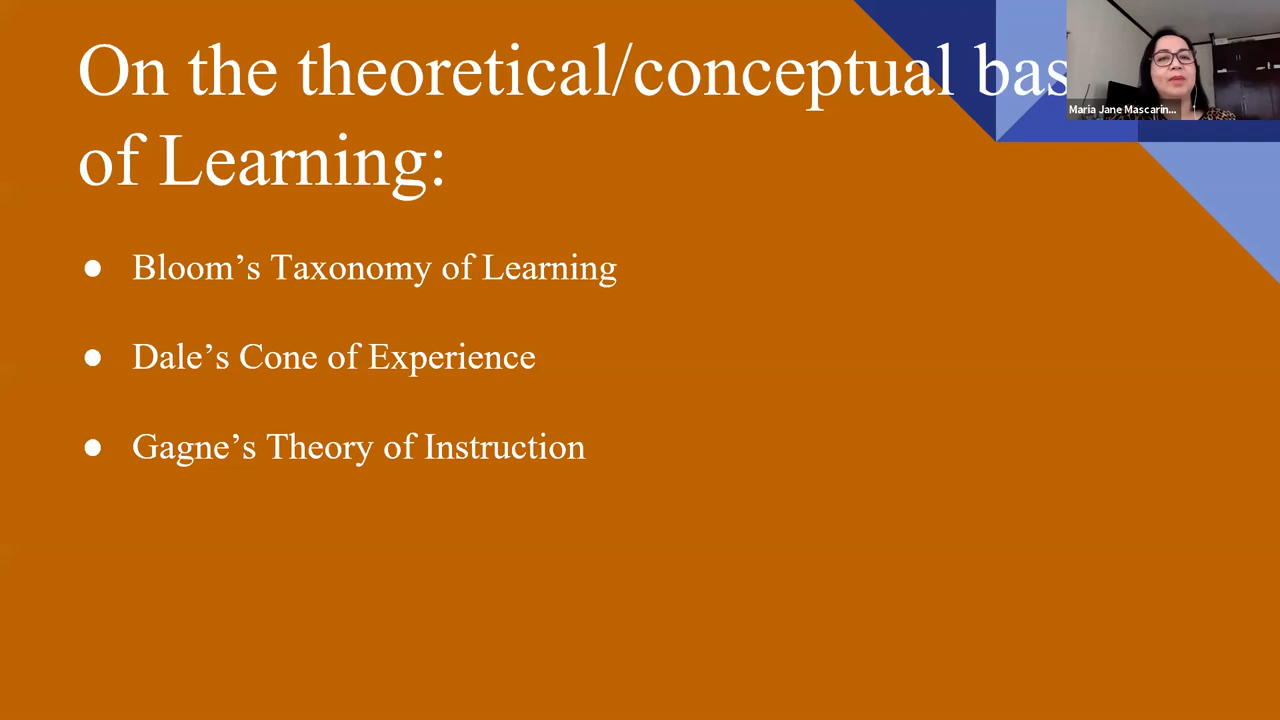 On the theoretical/conceptual bas
of Learning:
Maria Jane Mascarin...
● Bloom’s Taxonomy of Learning
● Dale’s Cone of Experience
● Gagne’s Theory of Instruction